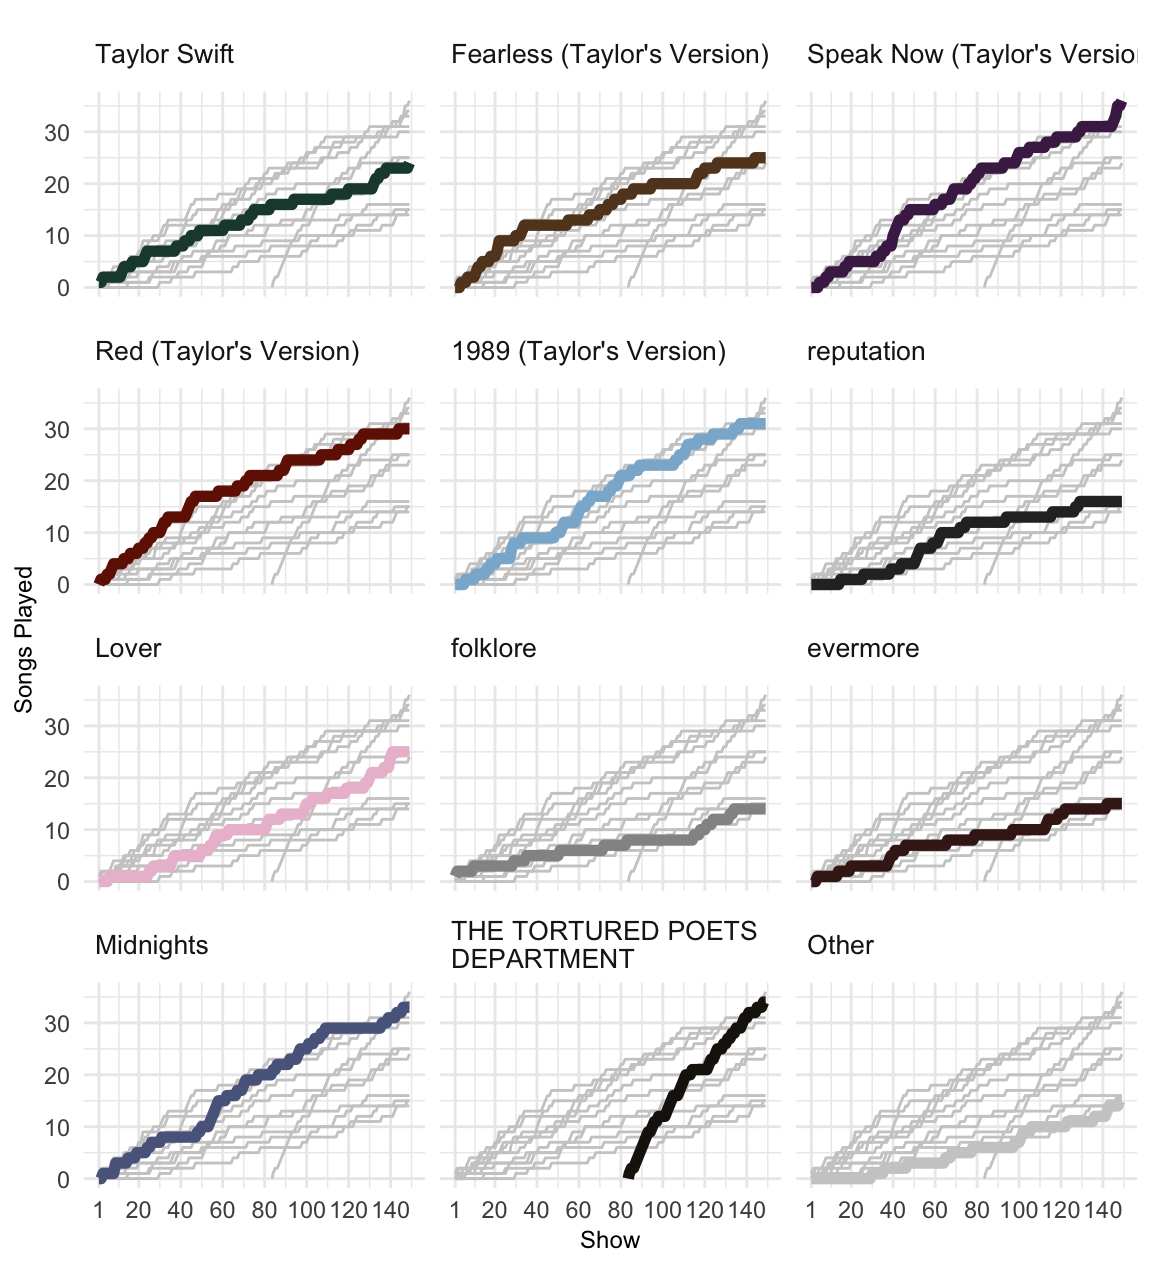 Taylor Swift
Fearless (Taylor's Version)
Speak Now (Taylor's Version
30
20
10
0
Red (Taylor's Version)
1989 (Taylor's Version)
reputation
30
20
10
0
Songs Played
Lover
folklore
evermore
30
20
10
0
Midnights
THE TORTURED POETS
DEPARTMENT
Other
30
20
10
0
1 20 40 60 80 100 120 140
1 20 40 60 80 100 120 140
1 20 40 60 80 100 120 140
Show